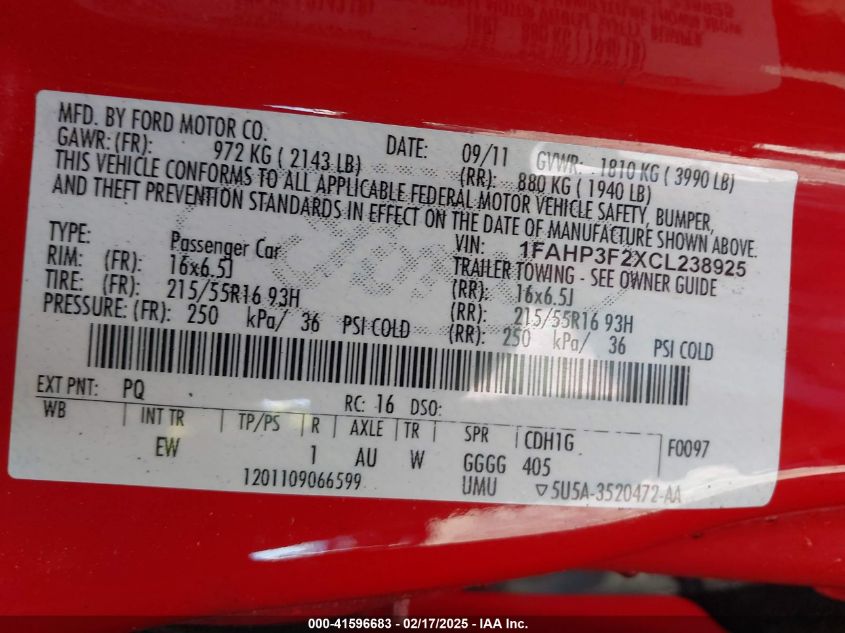 MFD. BY FORD MOTOR CO. DATE: 09/11 GVWR: 1810 KG ( 3990 LB)
GAWR: (FR): 972 KG ( 2143 LB) (RR): 880 KG ( 1940 LB)
THIS VEHICLE CONFORMS TO ALL APPLICABLE FEDERAL MOTOR VEHICLE SAFETY, BUMPER,
AND THEFT PREVENTION STANDARDS IN EFFECT ON THE DATE OF MANUFACTURE SHOWN ABOVE.
VIN: 1FAHP3F2XCL238925
TYPE: Passenger Car TRAILER TOWING - SEE OWNER GUIDE
RIM: (FR): 16x6.5J (RR): 16x6.5J
TIRE: (FR): 215/55R16 93H (RR): 215/55R16 93H
PRESSURE: (FR): 250 kPa/ 36 PSI COLD (RR): 250 kPa/ 36 PSI COLD
EXT PNT: PQ RC: 16 DSO:
WB INT TR TP/PS R AXLE TR SPR CDH1G F0097
EW 1 AU W GGGG 405
1201109066599 UMU ▽5U5A-3520472-AA
000-41596683 / 02/17/2025 - IAA Inc.